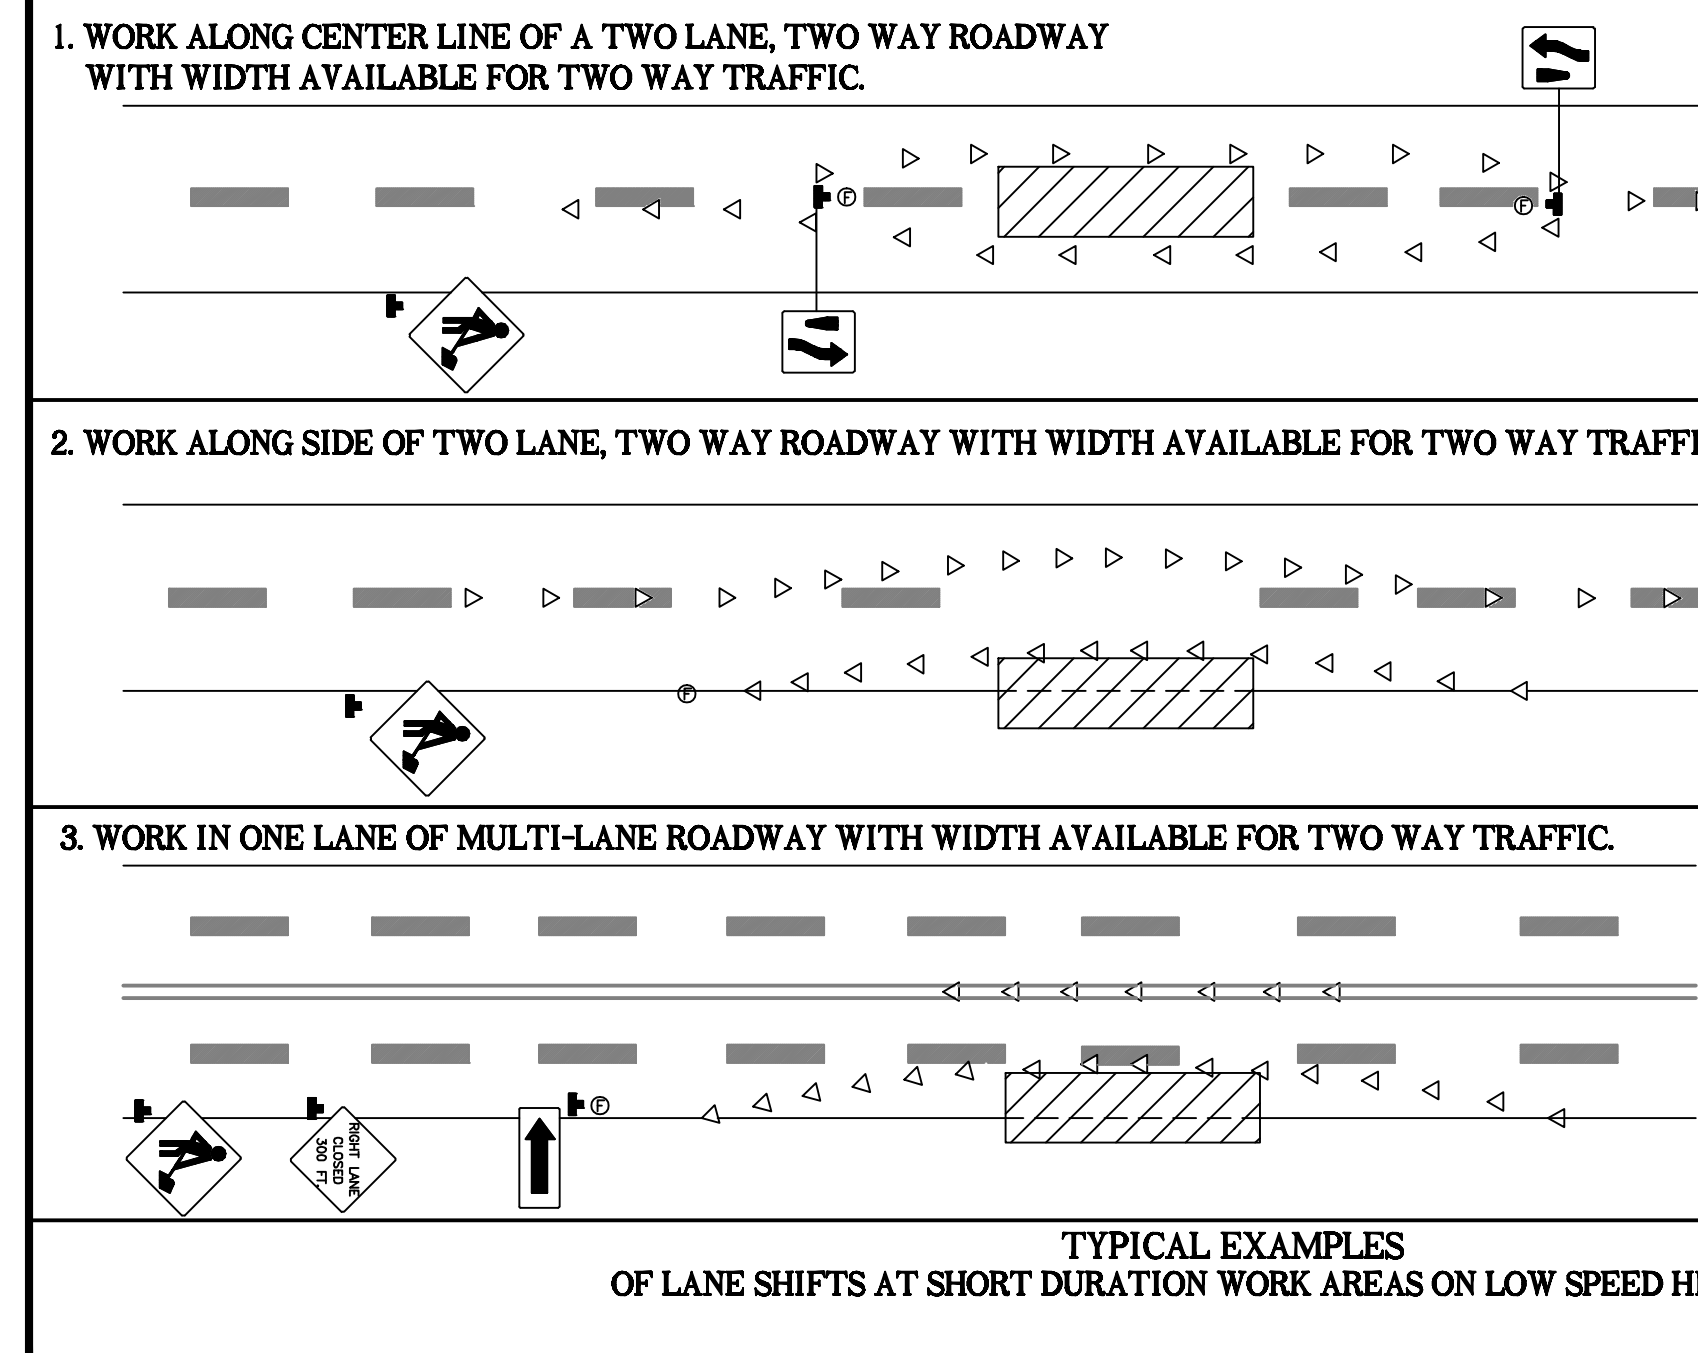 1. WORK ALONG CENTER LINE OF A TWO LANE, TWO WAY ROADWAY
WITH WIDTH AVAILABLE FOR TWO WAY TRAFFIC.
F
F
2. WORK ALONG SIDE OF TWO LANE, TWO WAY ROADWAY WITH WIDTH AVAILABLE FOR TWO WAY TRAFFI
F
3. WORK IN ONE LANE OF MULTI-LANE ROADWAY WITH WIDTH AVAILABLE FOR TWO WAY TRAFFIC.
F
RIGHT LANE
CLOSED
300 FT.
TYPICAL EXAMPLES
OF LANE SHIFTS AT SHORT DURATION WORK AREAS ON LOW SPEED HI